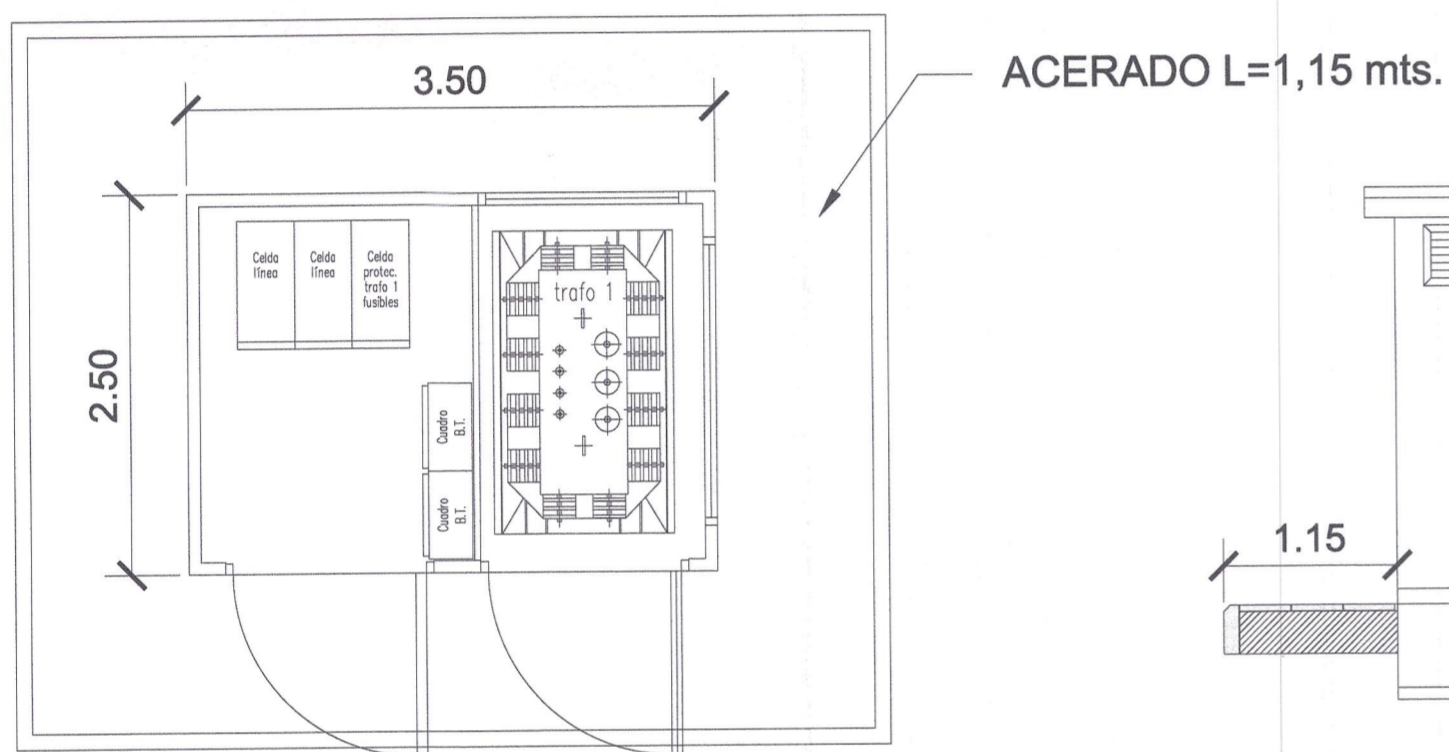 3.50
ACERADO L=1,15 mts.
2.50
Celda
línea
Celda
línea
Celda
protec.
trafo 1
fusibles
trafo 1
Cuadro
B.T.
Cuadro
B.T.
1.15